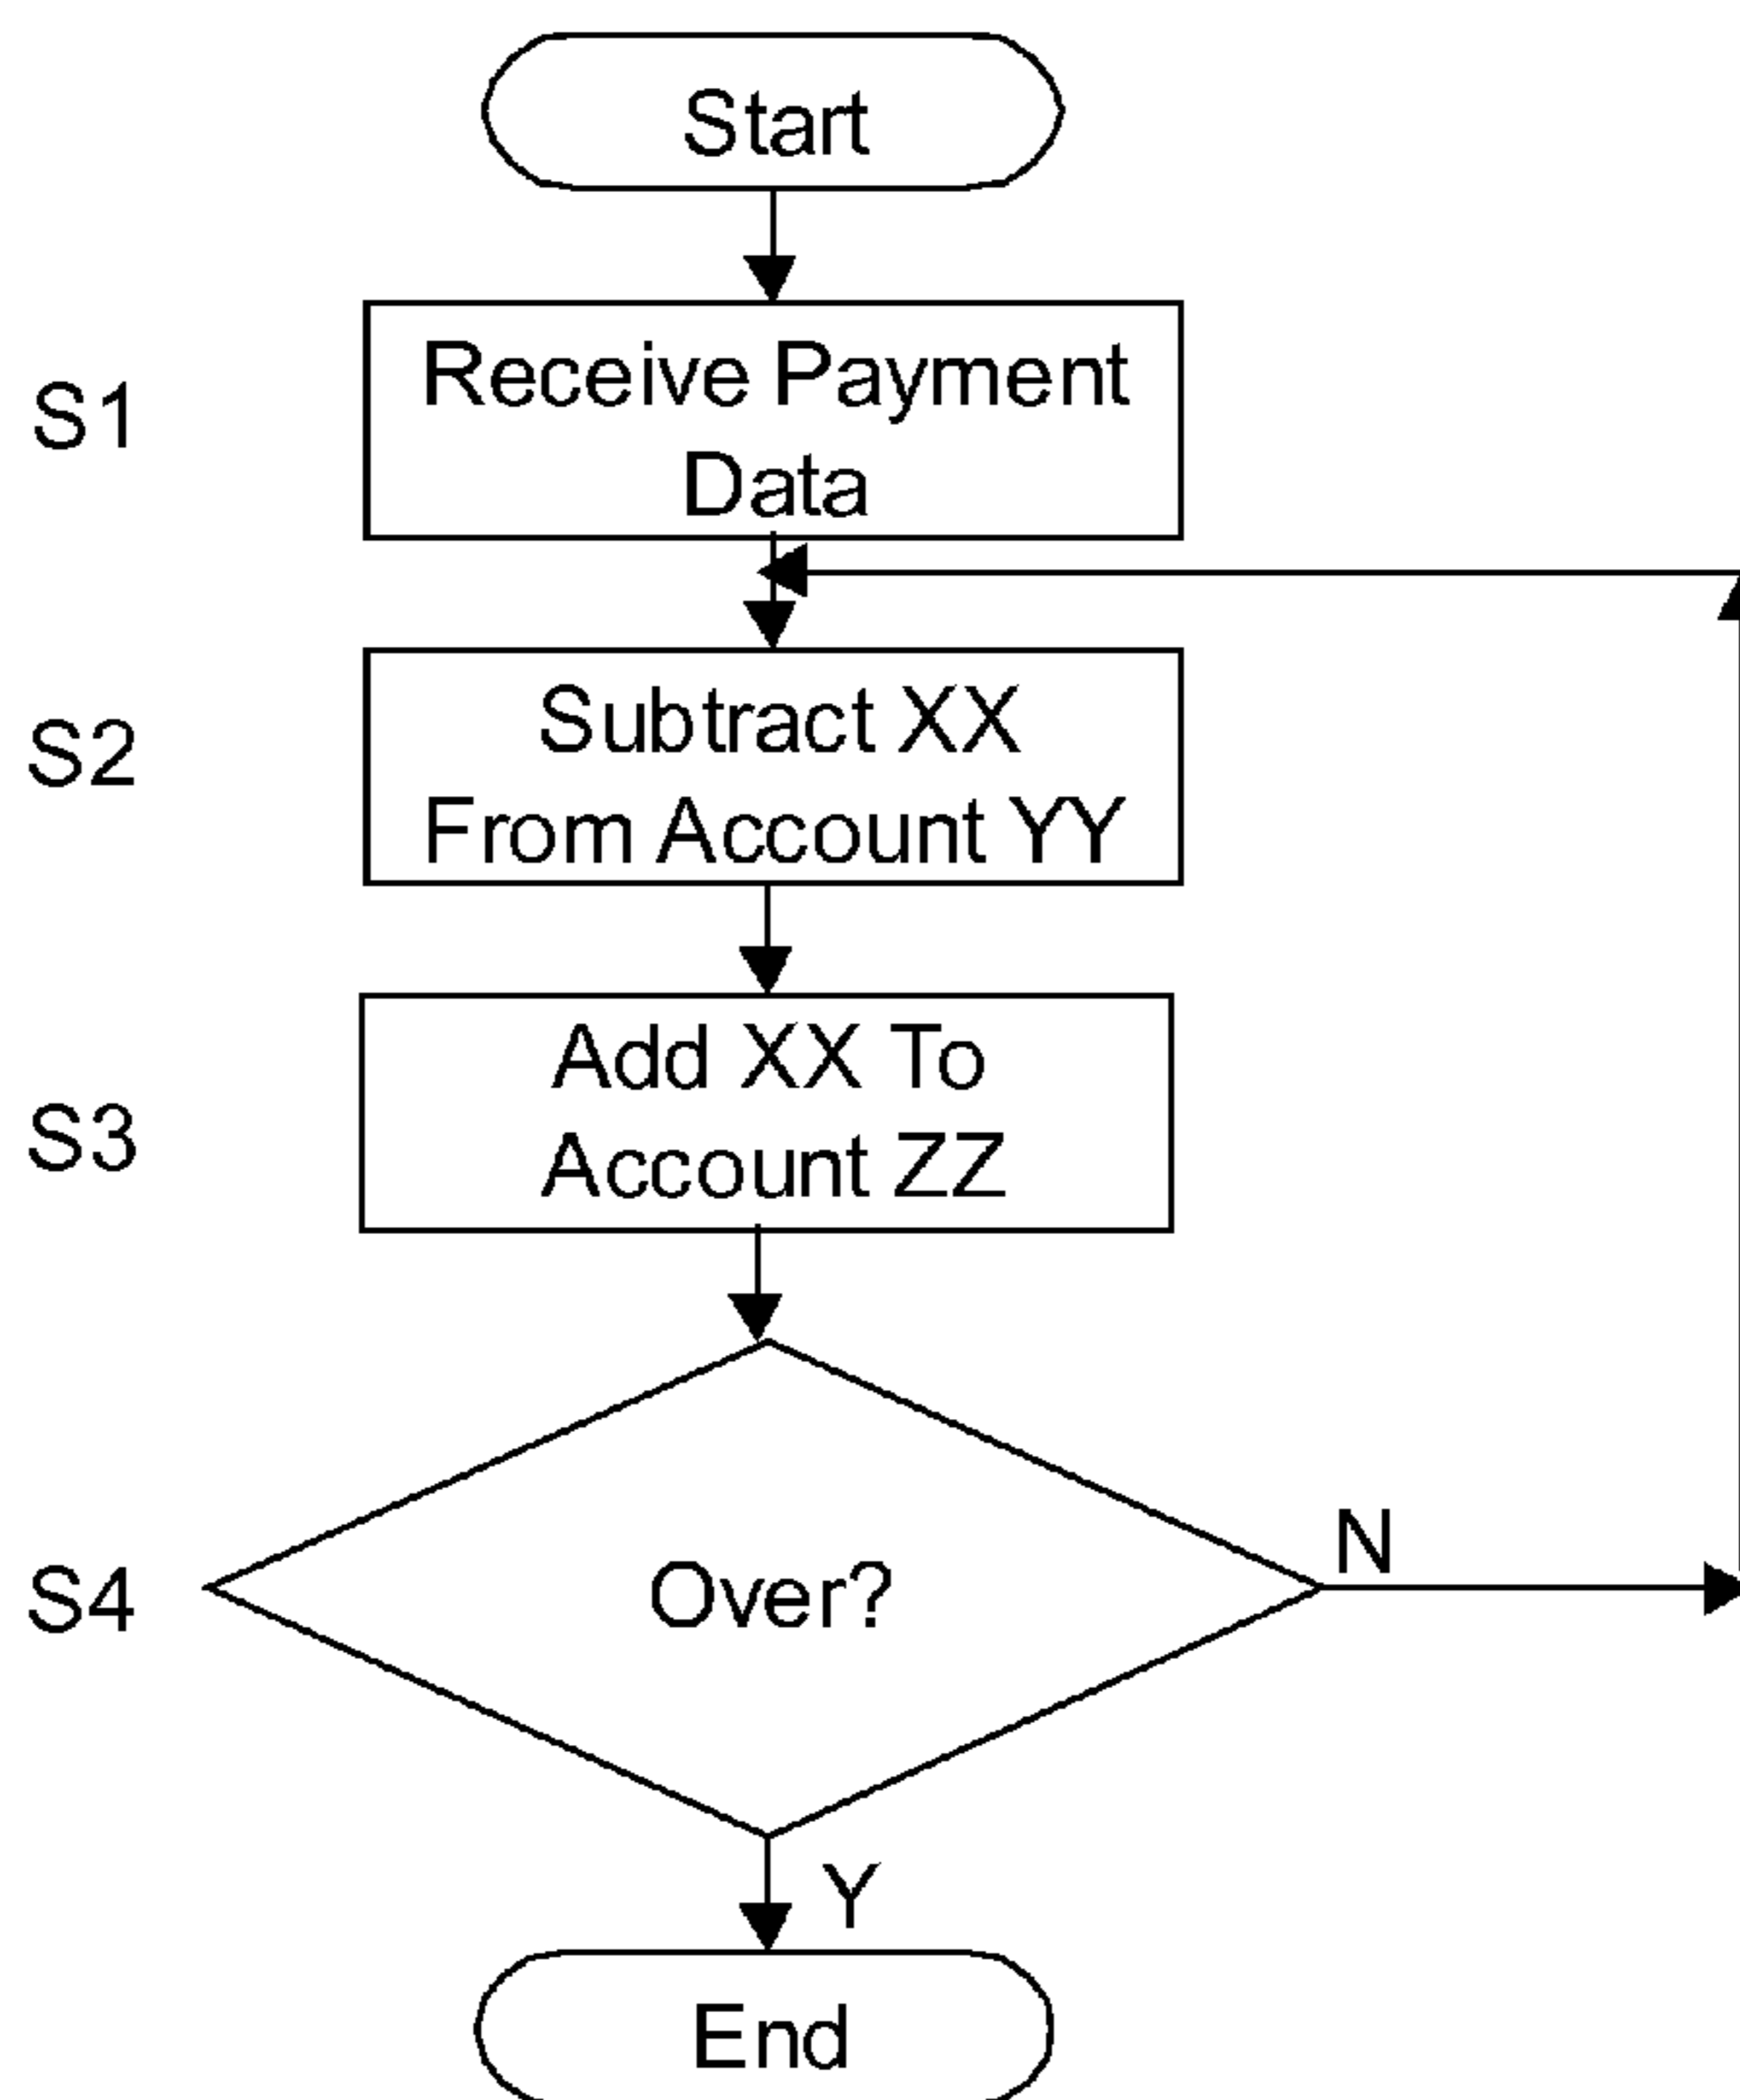 Start
S1
Receive Payment
Data
S2
Subtract XX
From Account YY
S3
Add XX To
Account ZZ
S4
Over?
N
Y
End